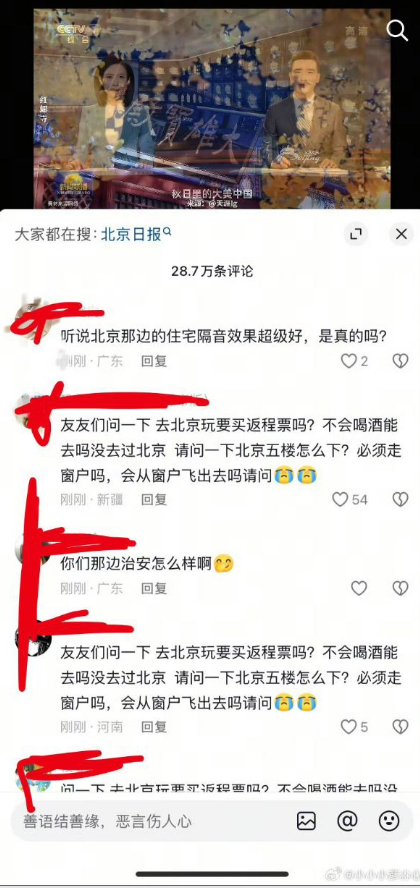 CCTV
综合
高清
新闻联播
秋日里的大美中国
大家都在搜：北京日报
28.7万条评论
听说北京那边的住宅隔音效果超级好，是真的吗?
刚刚 · 广东 回复
2
友友们问一下 去北京玩要买返程票吗? 不会喝酒能
去吗没去过北京 请问一下北京五楼怎么下? 必须走
窗户吗，会从窗户飞出去吗请问😭😭
刚刚 · 新疆 回复
54
你们那边治安怎么样啊🤭
刚刚 · 广东 回复
友友们问一下 去北京玩要买返程票吗? 不会喝酒能
去吗没去过北京 请问一下北京五楼怎么下? 必须走
窗户吗，会从窗户飞出去吗请问😭😭
刚刚 · 河南 回复
5
问一下 去北京玩要买返程票吗? 不会喝酒能去吗没
善语结善缘，恶言伤人心